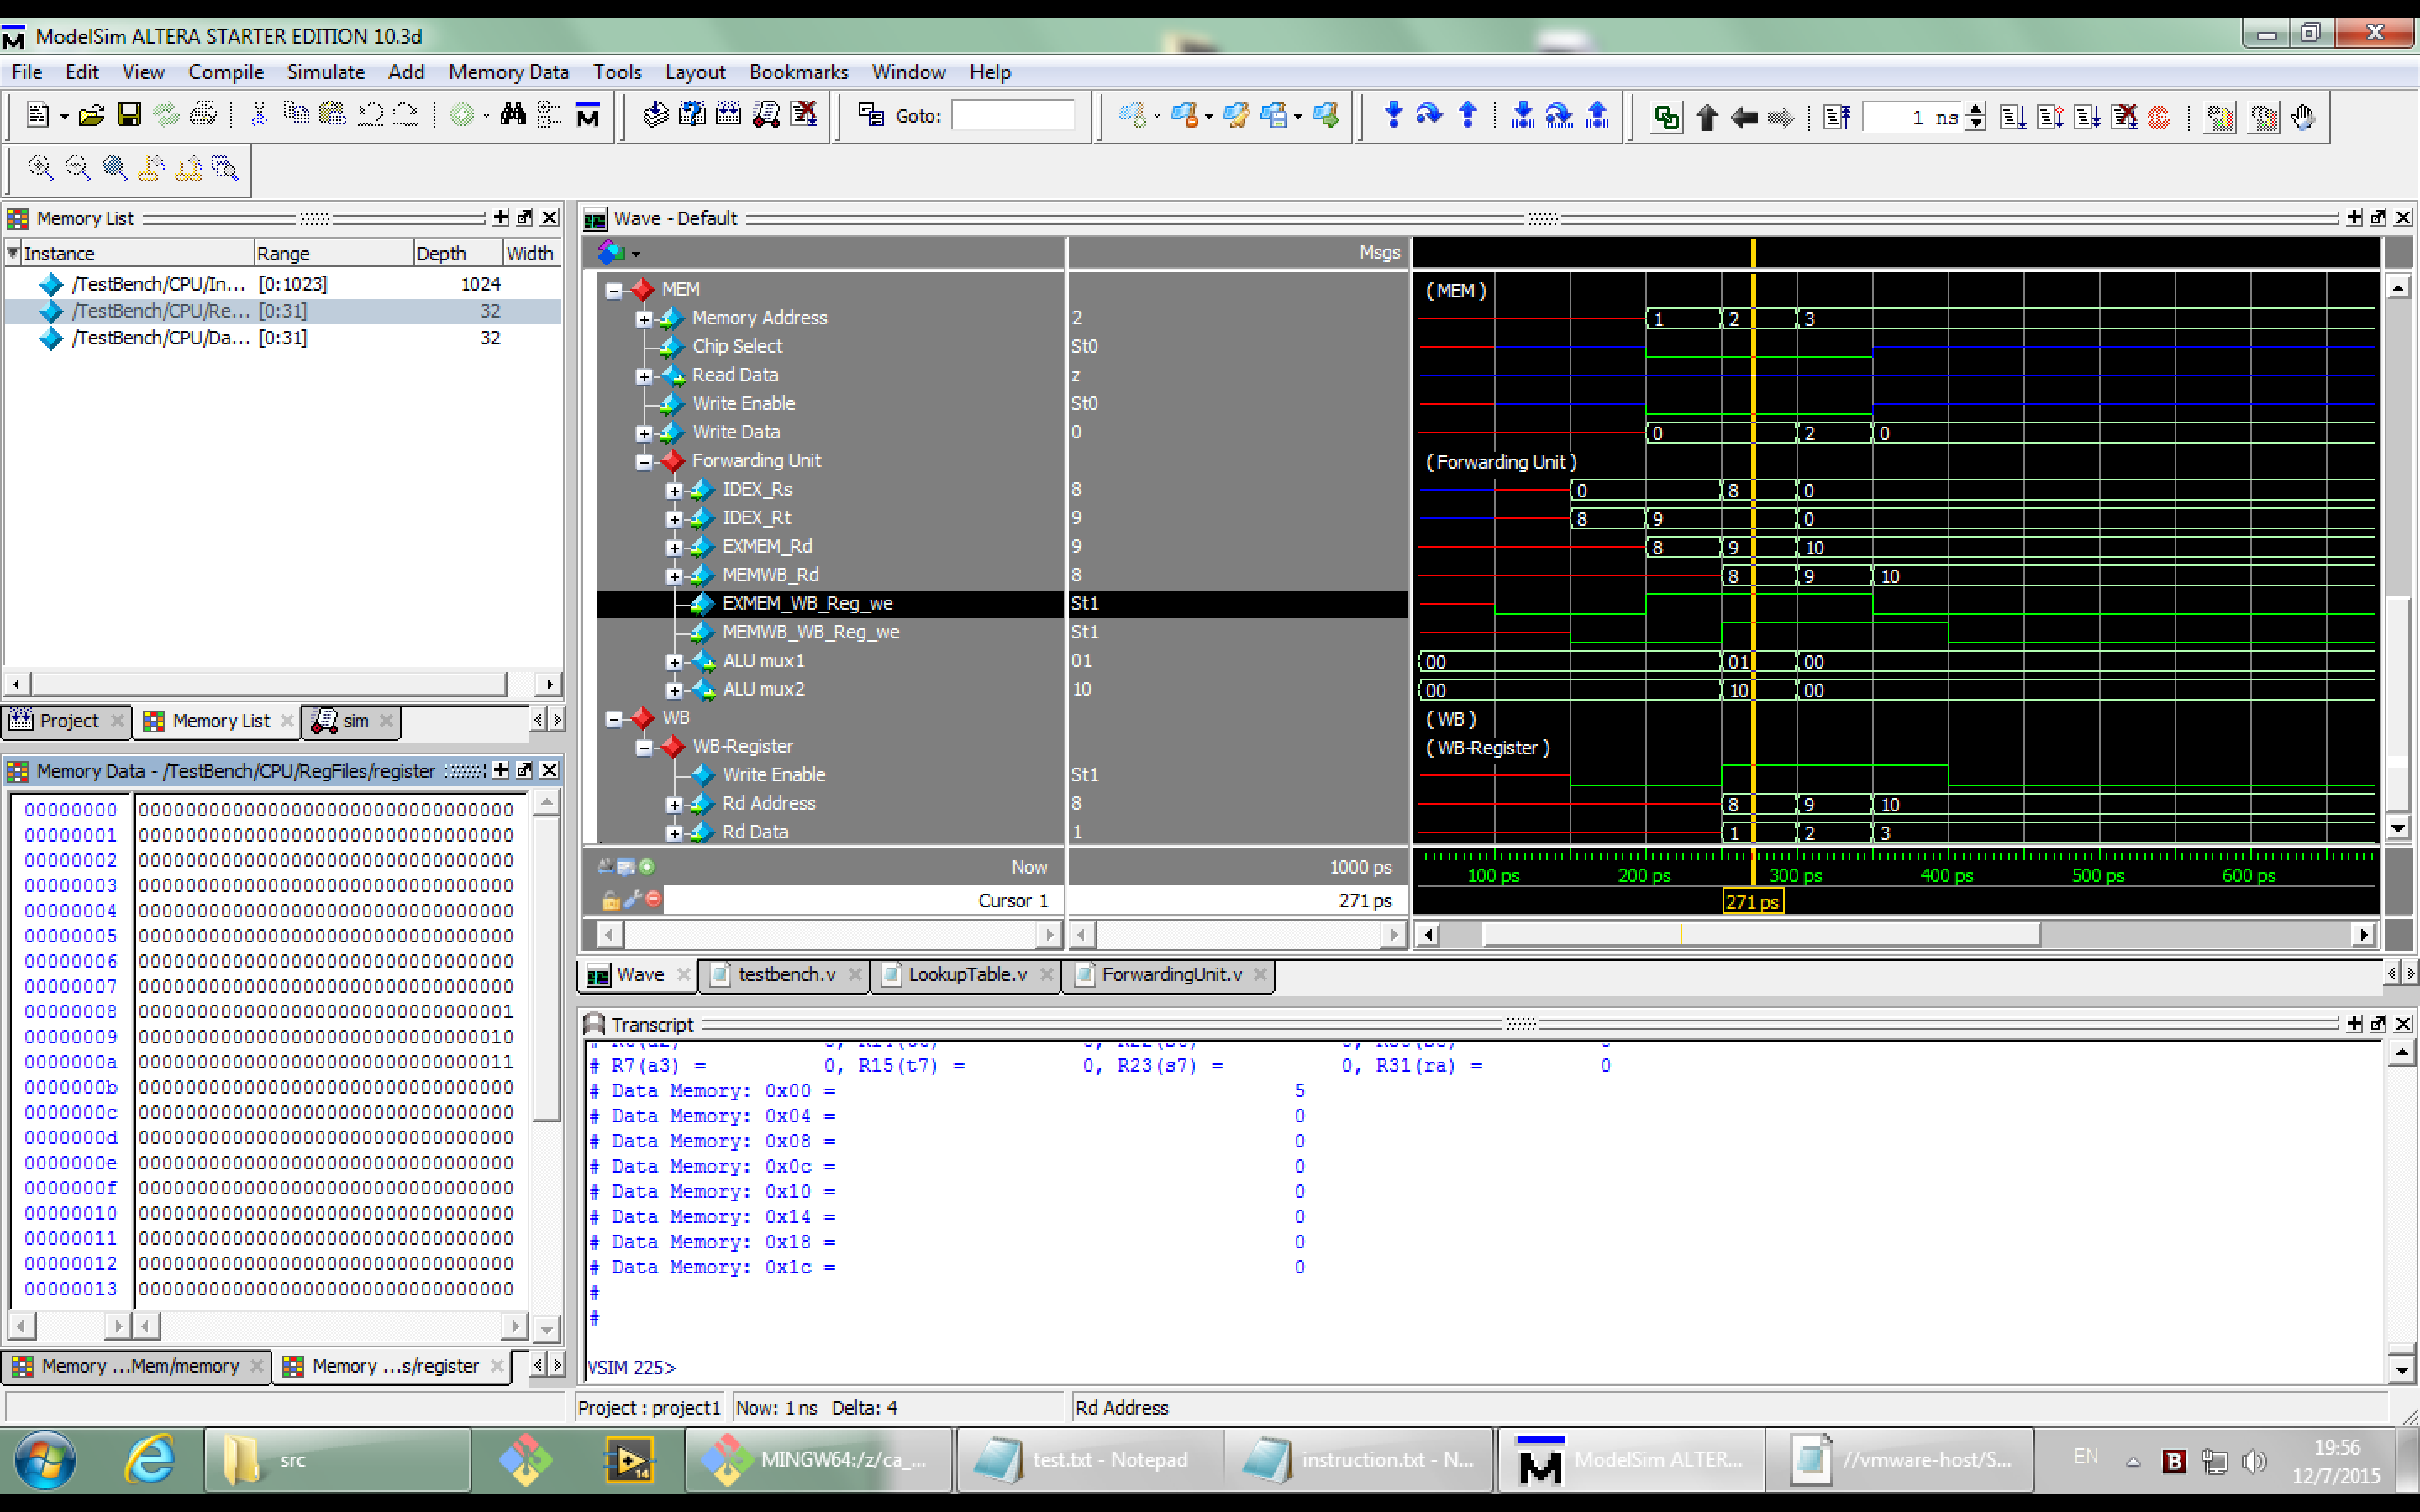 ModelSim ALTERA STARTER EDITION 10.3d
File Edit View Compile Simulate Add Memory Data Tools Layout Bookmarks Window Help
Goto: 1 ns
Memory List
Instance Range Depth Width
/TestBench/CPU/In... [0:1023] 1024
/TestBench/CPU/Re... [0:31] 32
/TestBench/CPU/Da... [0:31] 32
Project Memory List sim
Memory Data - /TestBench/CPU/RegFiles/register
00000000 00000000000000000000000000000000
00000001 00000000000000000000000000000000
00000002 00000000000000000000000000000000
00000003 00000000000000000000000000000000
00000004 00000000000000000000000000000000
00000005 00000000000000000000000000000000
00000006 00000000000000000000000000000000
00000007 00000000000000000000000000000000
00000008 00000000000000000000000000000001
00000009 00000000000000000000000000000010
0000000a 00000000000000000000000000000011
0000000b 00000000000000000000000000000000
0000000c 00000000000000000000000000000000
0000000d 00000000000000000000000000000000
0000000e 00000000000000000000000000000000
0000000f 00000000000000000000000000000000
00000010 00000000000000000000000000000000
00000011 00000000000000000000000000000000
00000012 00000000000000000000000000000000
00000013 00000000000000000000000000000000
Memory ...Mem/memory Memory ...s/register
Wave - Default
Msgs
MEM (MEM)
Memory Address 2 1 2 3
Chip Select St0
Read Data z
Write Enable St0
Write Data 0 0 2 0
Forwarding Unit (Forwarding Unit)
IDEX_Rs 8 0 8 0
IDEX_Rt 9 8 9 0
EXMEM_Rd 9 8 9 10
MEMWB_Rd 8 8 9 10
EXMEM_WB_Reg_we St1
MEMWB_WB_Reg_we St1
ALU mux1 01 00 01 00
ALU mux2 10 00 10 00
WB (WB)
WB-Register (WB-Register)
Write Enable St1
Rd Address 8 8 9 10
Rd Data 1 1 2 3
Now 1000 ps 100 ps 200 ps 300 ps 400 ps 500 ps 600 ps
Cursor 1 271 ps 271 ps
Wave testbench.v LookupTable.v ForwardingUnit.v
Transcript
# R7(a3) = 0, R15(t7) = 0, R23(s7) = 0, R31(ra) = 0
# Data Memory: 0x00 = 5
# Data Memory: 0x04 = 0
# Data Memory: 0x08 = 0
# Data Memory: 0x0c = 0
# Data Memory: 0x10 = 0
# Data Memory: 0x14 = 0
# Data Memory: 0x18 = 0
# Data Memory: 0x1c = 0
#
#
VSIM 225>
Project : project1 Now: 1 ns Delta: 4 Rd Address
src MINGW64:/z/ca_... test.txt - Notepad instruction.txt - N... ModelSim ALTER... //vmware-host/S... EN 19:56
12/7/2015